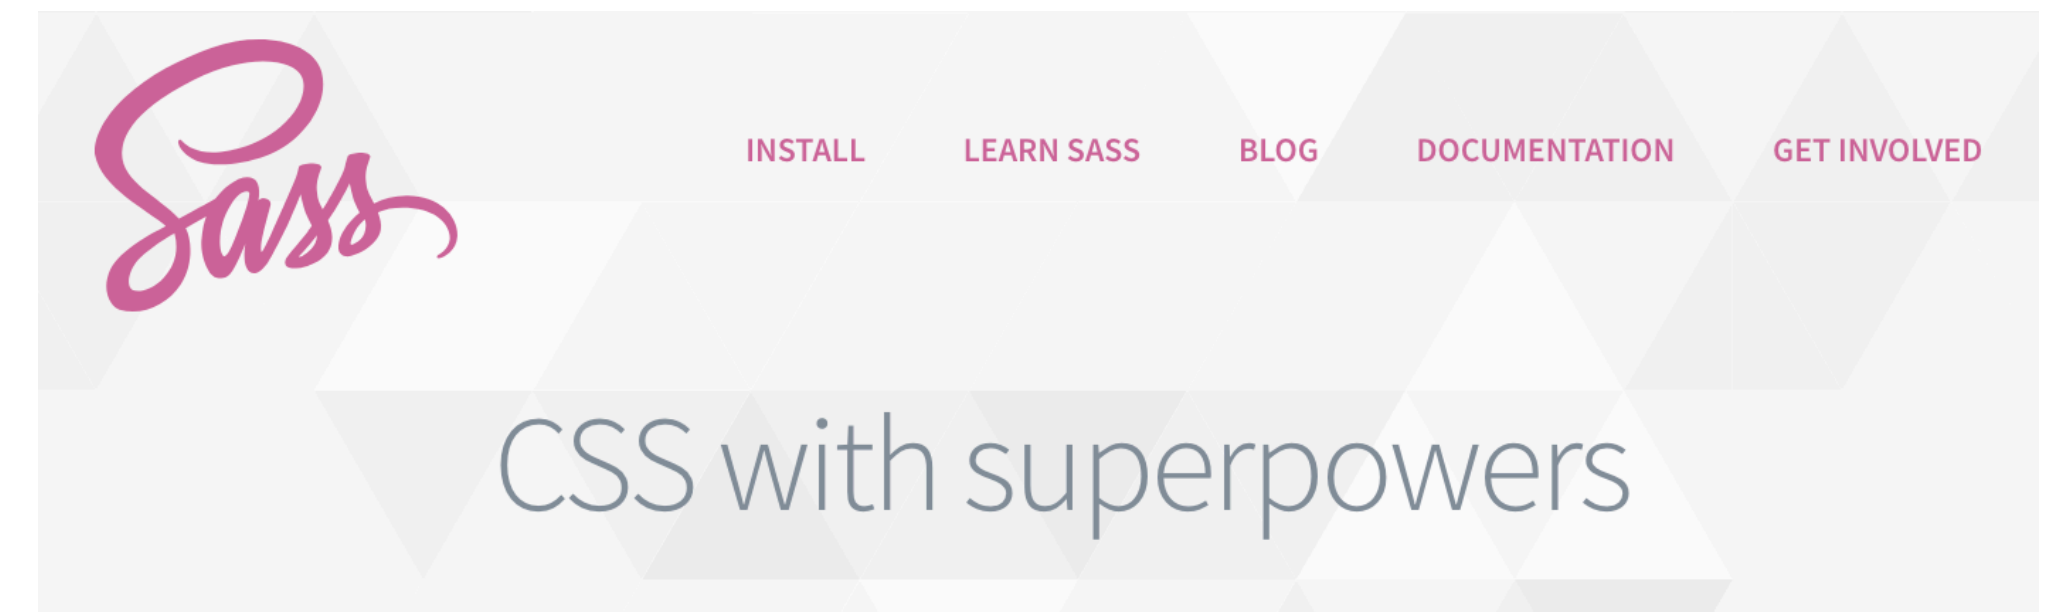 Sass
INSTALL LEARN SASS BLOG DOCUMENTATION GET INVOLVED
CSS with superpowers